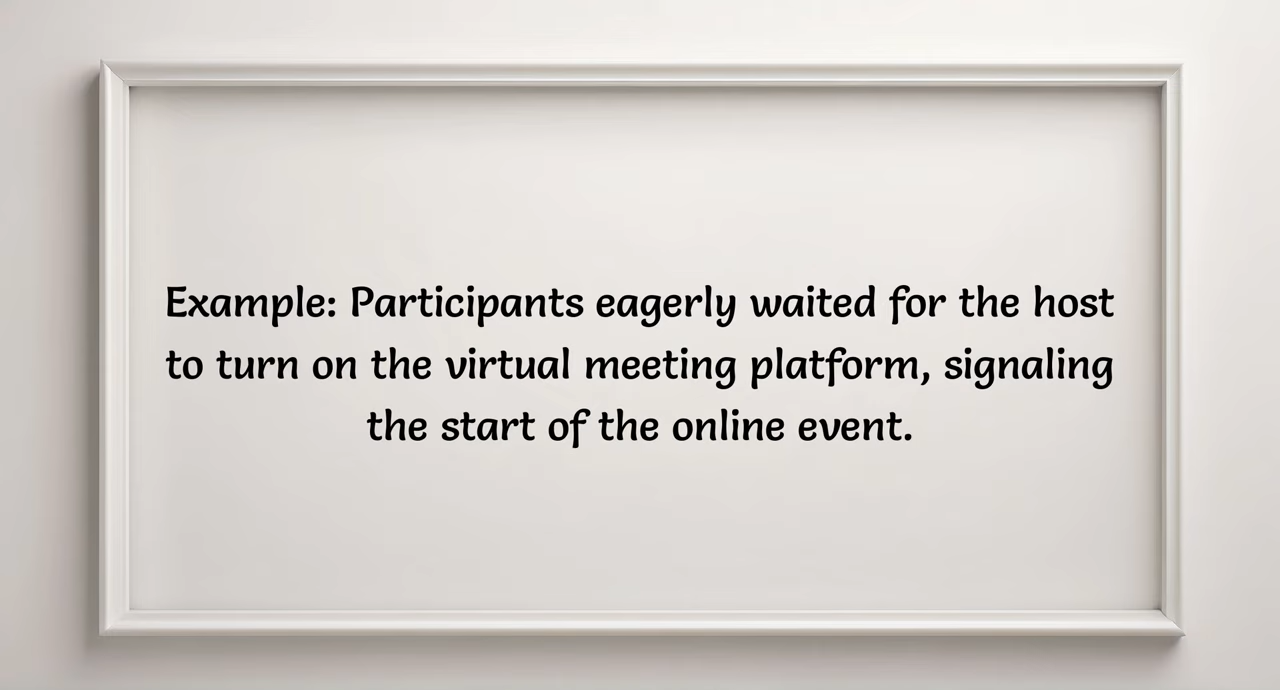 Example: Participants eagerly waited for the host
to turn on the virtual meeting platform, signaling
the start of the online event.